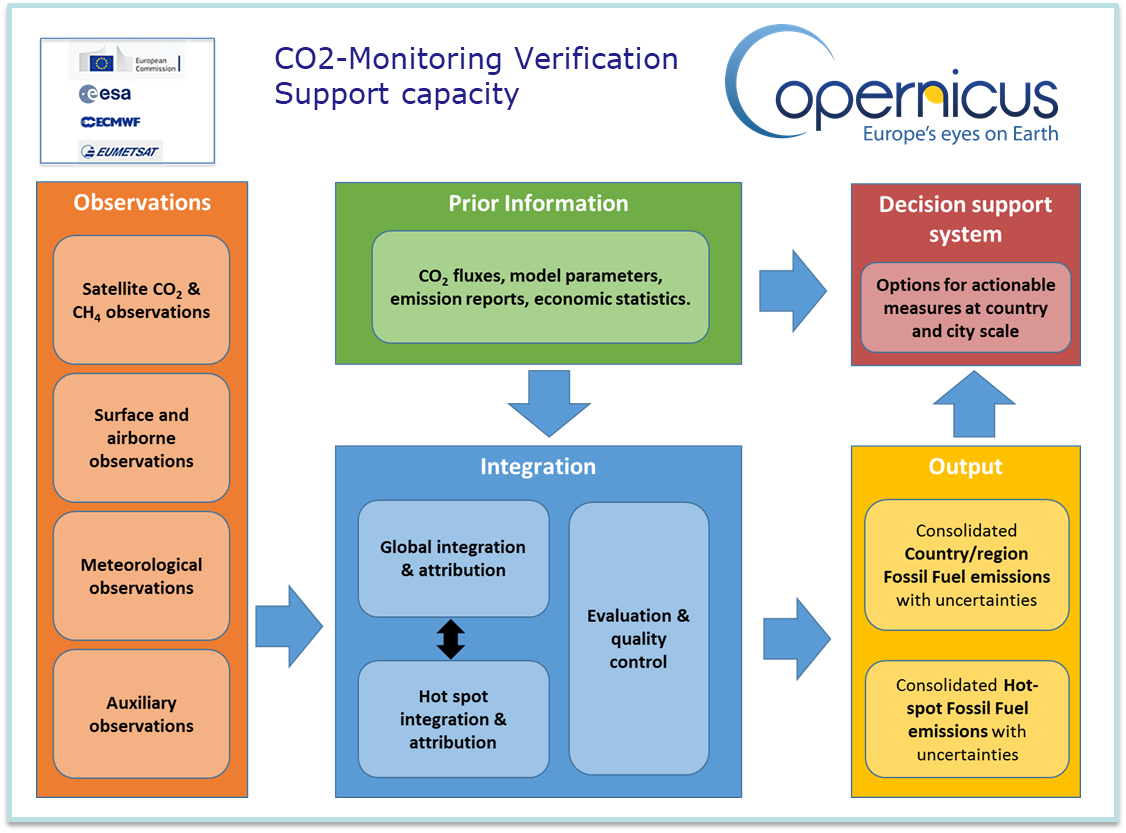 European
Commission
esa
ECMWF
EUMETSAT
CO2-Monitoring Verification
Support capacity
opernicus
Europe's eyes on Earth
Observations
Satellite CO₂ &
CH₄ observations
Surface and
airborne
observations
Meteorological
observations
Auxiliary
observations
Prior Information
CO₂ fluxes, model parameters,
emission reports, economic statistics.
Integration
Global integration
& attribution
Hot spot
integration &
attribution
Evaluation &
quality
control
Decision support
system
Options for actionable
measures at country
and city scale
Output
Consolidated
Country/region
Fossil Fuel emissions
with uncertainties
Consolidated Hot-
spot Fossil Fuel
emissions with
uncertainties